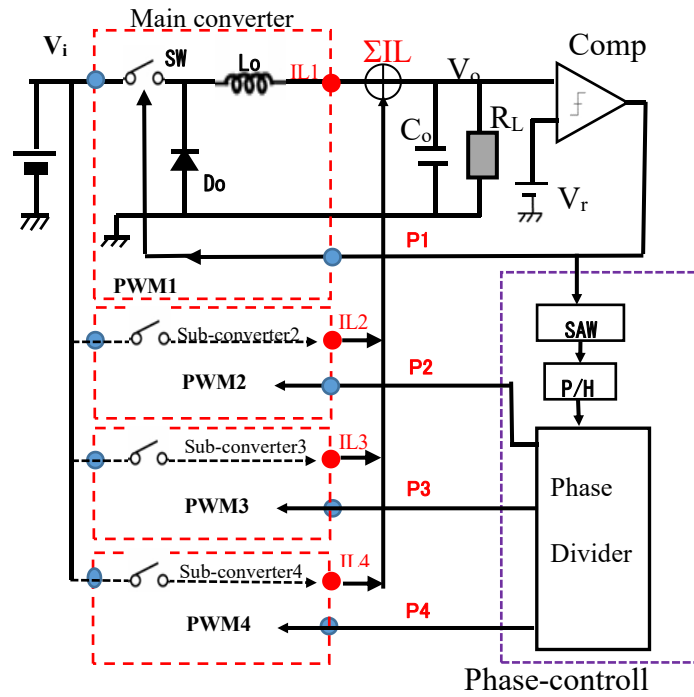 Main converter
Vi
SW
Lo
IL1
ΣIL
Vo
Comp
Co
RL
Do
Vr
P1
PWM1
SAW
IL2
Sub-converter2
P2
PWM2
P/H
IL3
Sub-converter3
P3
PWM3
Phase
Divider
IL4
Sub-converter4
P4
PWM4
Phase-controll